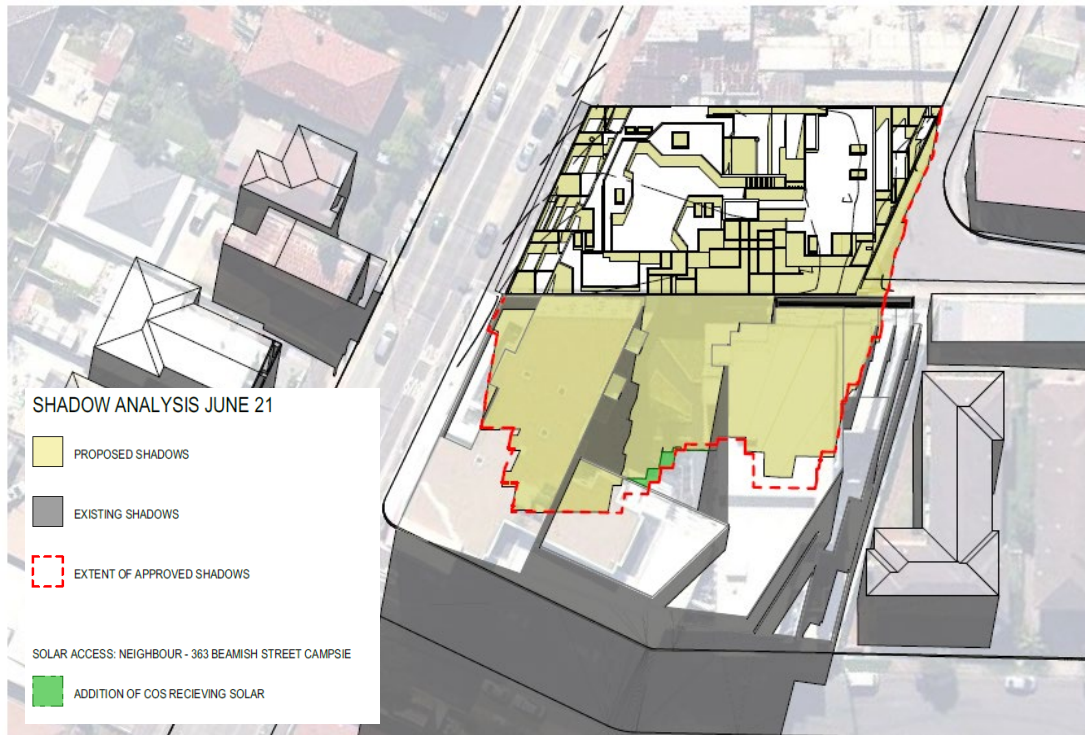 SHADOW ANALYSIS JUNE 21
PROPOSED SHADOWS
EXISTING SHADOWS
EXTENT OF APPROVED SHADOWS
SOLAR ACCESS: NEIGHBOUR - 363 BEAMISH STREET CAMPSIE
ADDITION OF COS RECIEVING SOLAR